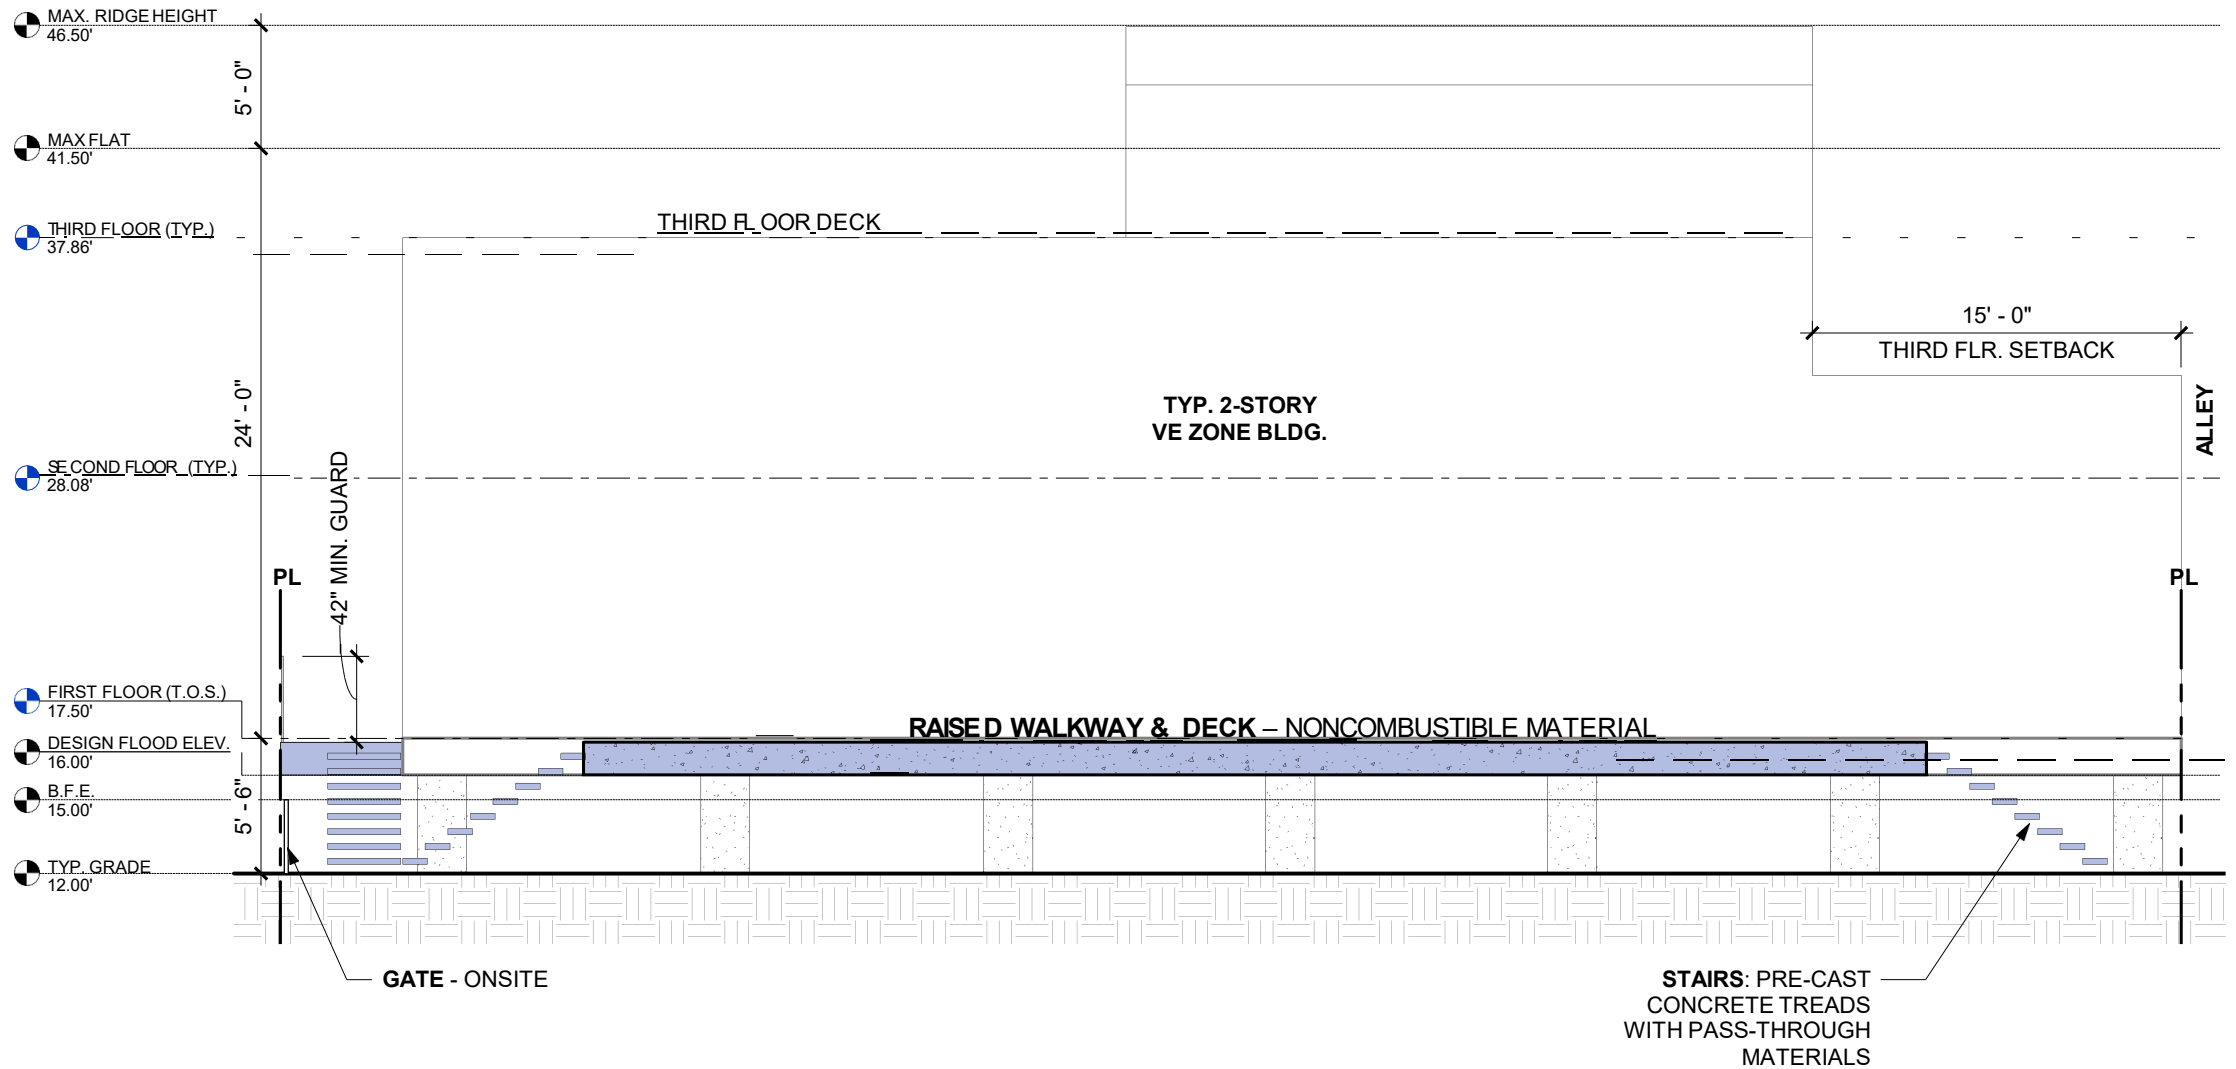 MAX. RIDGE HEIGHT
46.50'
5' - 0"
MAX FLAT
41.50'
THIRD FLOOR (TYP.)
37.86'
THIRD FLOOR DECK
15' - 0"
THIRD FLR. SETBACK
24' - 0"
TYP. 2-STORY
VE ZONE BLDG.
ALLEY
SECOND FLOOR (TYP.)
28.08'
42" MIN. GUARD
PL
PL
FIRST FLOOR (T.O.S.)
17.50'
RAISED WALKWAY & DECK – NONCOMBUSTIBLE MATERIAL
DESIGN FLOOD ELEV.
16.00'
B.F.E.
15.00'
5' - 6"
TYP. GRADE
12.00'
GATE - ONSITE
STAIRS: PRE-CAST
CONCRETE TREADS
WITH PASS-THROUGH
MATERIALS